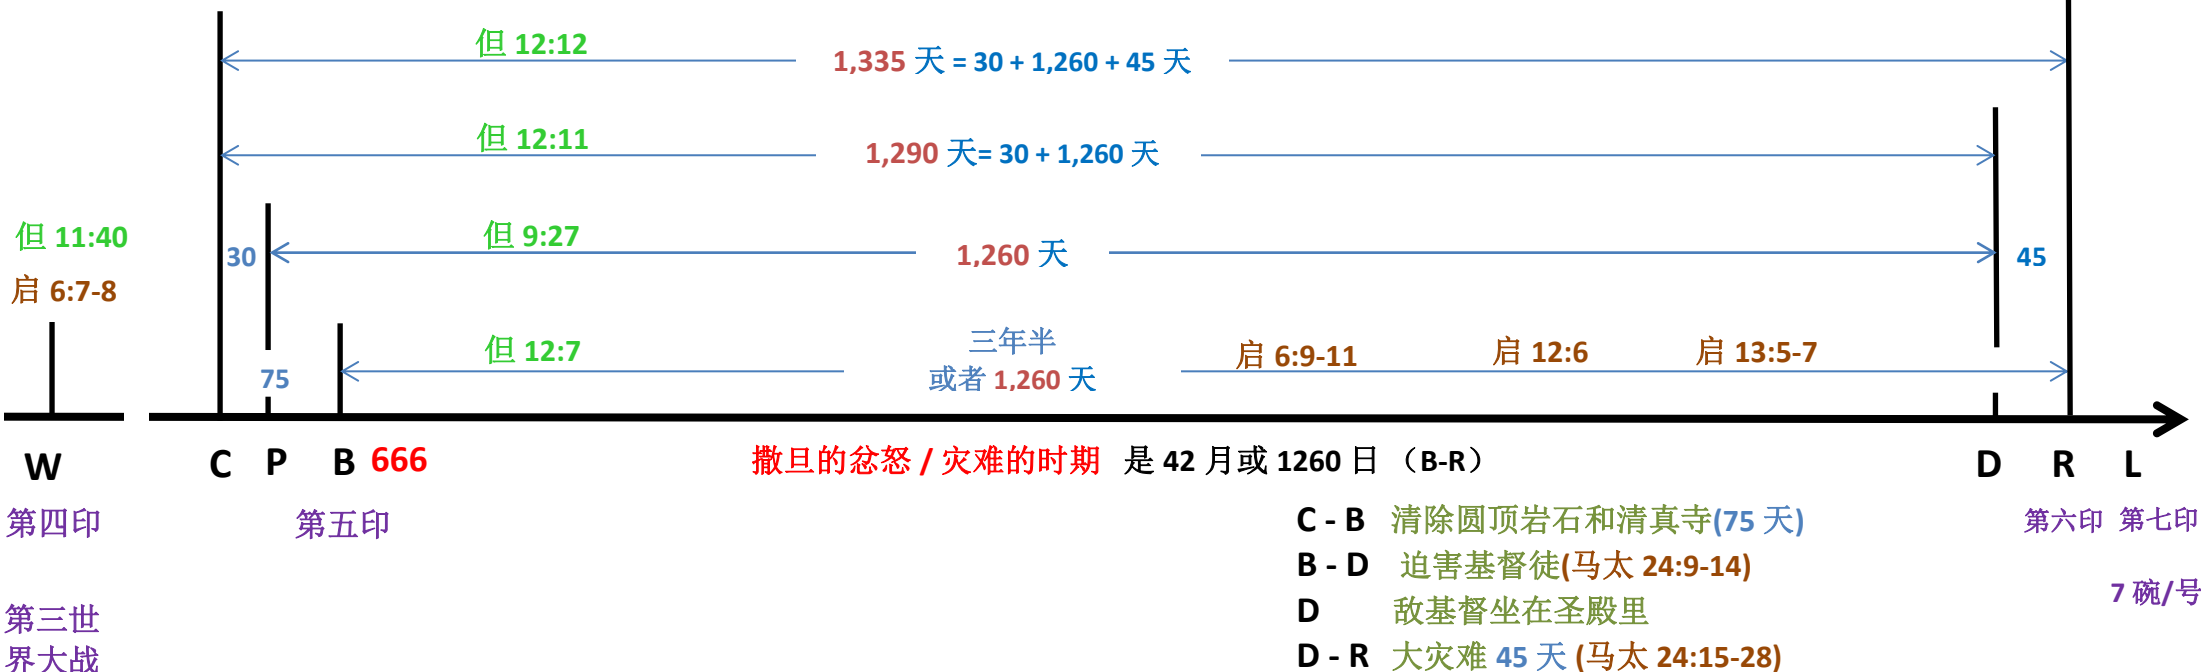 但 12:12
1,335 天 = 30 + 1,260 + 45 天
但 12:11
1,290 天= 30 + 1,260 天
但 11:40
启 6:7-8
30
但 9:27
1,260 天
45
75
但 12:7
三年半
或者 1,260 天
启 6:9-11
启 12:6
启 13:5-7
W
C P B 666
撒旦的忿怒 / 灾难的时期 是 42 月或 1260 日 （B-R）
D R L
第四印
第五印
第六印 第七印
C - B 清除圆顶岩石和清真寺(75 天)
B - D 迫害基督徒(马太 24:9-14)
7 碗/号
D 敌基督坐在圣殿里
D - R 大灾难 45 天 (马太 24:15-28)
第三世
界大战